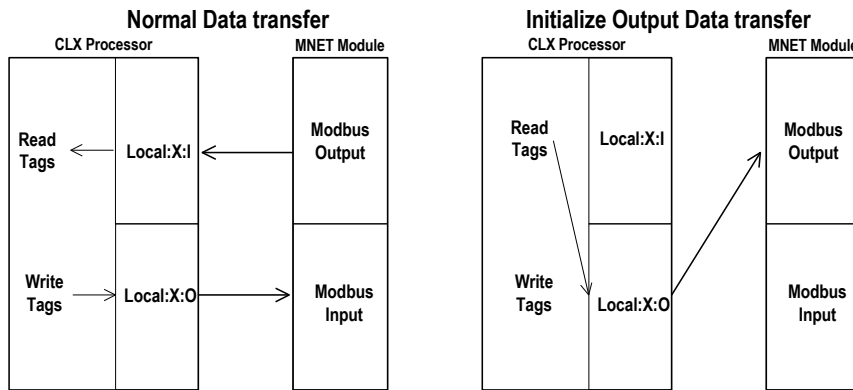 Normal Data transfer
CLX Processor
MNET Module
Read
Tags
Local:X:I
Modbus
Output
Write
Tags
Local:X:O
Modbus
Input
Initialize Output Data transfer
CLX Processor
MNET Module
Read
Tags
Local:X:I
Modbus
Output
Write
Tags
Local:X:O
Modbus
Input